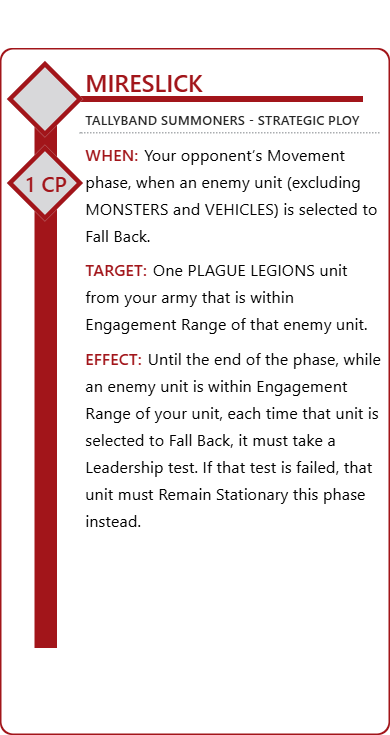 MIRESLICK
TALLYBAND SUMMONERS - STRATEGIC PLOY
1 CP
WHEN: Your opponent's Movement
phase, when an enemy unit (excluding
MONSTERS and VEHICLES) is selected to
Fall Back.
TARGET: One PLAGUE LEGIONS unit
from your army that is within
Engagement Range of that enemy unit.
EFFECT: Until the end of the phase, while
an enemy unit is within Engagement
Range of your unit, each time that unit is
selected to Fall Back, it must take a
Leadership test. If that test is failed, that
unit must Remain Stationary this phase
instead.